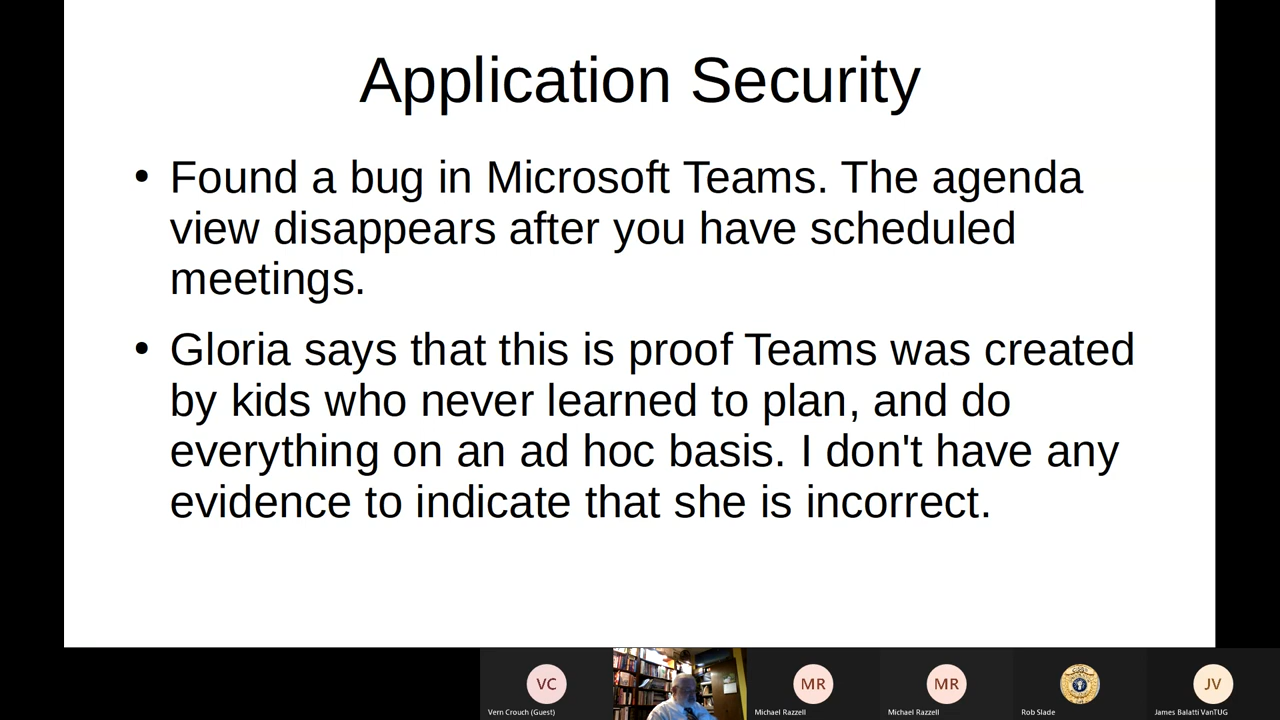 Application Security
• Found a bug in Microsoft Teams. The agenda
view disappears after you have scheduled
meetings.
• Gloria says that this is proof Teams was created
by kids who never learned to plan, and do
everything on an ad hoc basis. I don't have any
evidence to indicate that she is incorrect.
VC
MR
MR
JV
Vern Crouch (Guest)
Michael Razzell
Michael Razzell
Rob Slade
James Balatti VanTUG